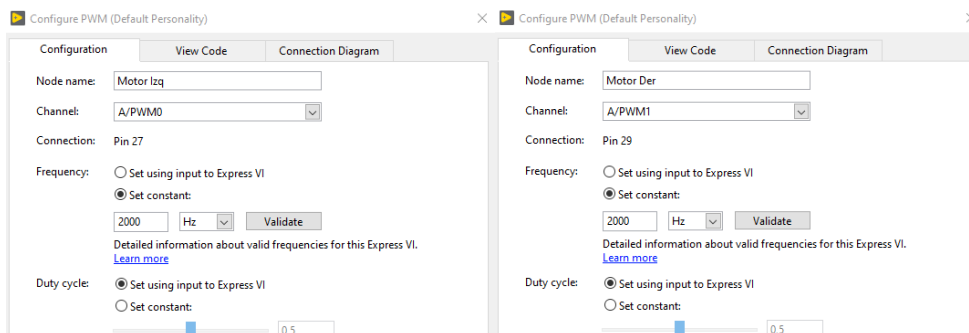 Configure PWM (Default Personality)
Configuration
View Code
Connection Diagram
Node name:
Motor Izq
Channel:
A/PWM0
Connection:
Pin 27
Frequency:
Set using input to Express VI
Set constant:
2000
Hz
Validate
Detailed information about valid frequencies for this Express VI.
Learn more
Duty cycle:
Set using input to Express VI
Set constant:
0.5
Configure PWM (Default Personality)
Configuration
View Code
Connection Diagram
Node name:
Motor Der
Channel:
A/PWM1
Connection:
Pin 29
Frequency:
Set using input to Express VI
Set constant:
2000
Hz
Validate
Detailed information about valid frequencies for this Express VI.
Learn more
Duty cycle:
Set using input to Express VI
Set constant:
0.5